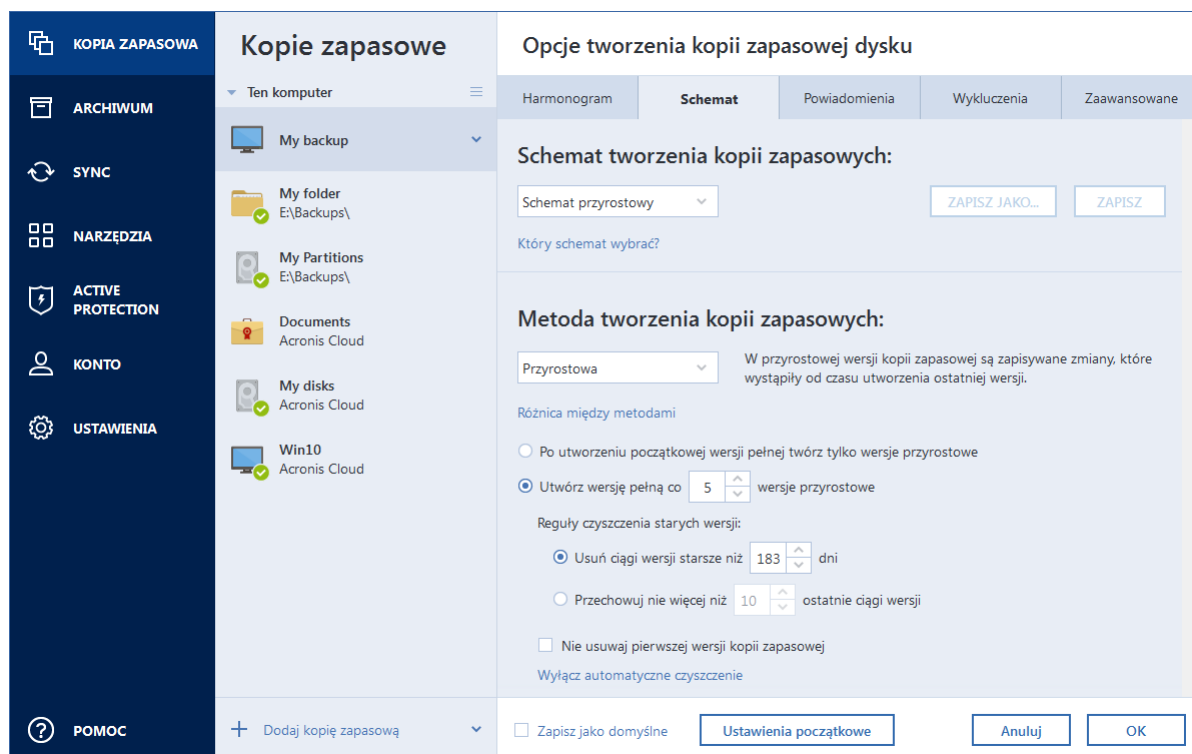 KOPIA ZAPASOWA
ARCHIWUM
SYNC
NARZĘDZIA
ACTIVE
PROTECTION
KONTO
USTAWIENIA
POMOC
Kopie zapasowe
Ten komputer
My backup
My folder
E:\Backups\
My Partitions
E:\Backups\
Documents
Acronis Cloud
My disks
Acronis Cloud
Win10
Acronis Cloud
Dodaj kopię zapasową
Opcje tworzenia kopii zapasowej dysku
Harmonogram Schemat Powiadomienia Wykluczenia Zaawansowane
Schemat tworzenia kopii zapasowych:
Schemat przyrostowy ZAPISZ JAKO... ZAPISZ
Który schemat wybrać?
Metoda tworzenia kopii zapasowych:
Przyrostowa
W przyrostowej wersji kopii zapasowej są zapisywane zmiany, które
wystąpiły od czasu utworzenia ostatniej wersji.
Różnica między metodami
Po utworzeniu początkowej wersji pełnej twórz tylko wersje przyrostowe
Utwórz wersję pełną co 5 wersje przyrostowe
Reguły czyszczenia starych wersji:
Usuń ciągi wersji starsze niż 183 dni
Przechowuj nie więcej niż 10 ostatnie ciągi wersji
Nie usuwaj pierwszej wersji kopii zapasowej
Wyłącz automatyczne czyszczenie
Zapisz jako domyślne Ustawienia początkowe Anuluj OK